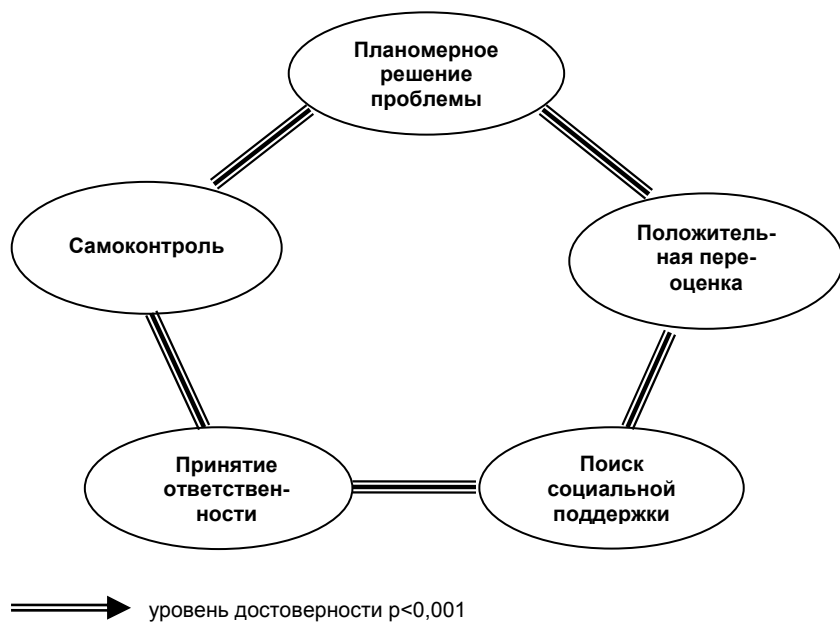 Планомерное
решение
проблемы
Самоконтроль
Положитель-
ная пере-
оценка
Принятие
ответствен-
ности
Поиск
социальной
поддержки
уровень достоверности p<0,001